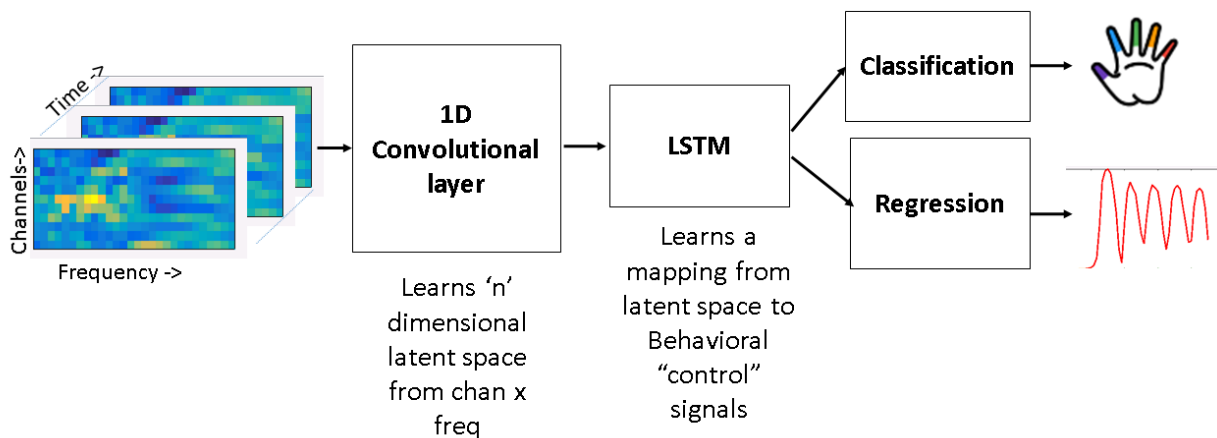 Time ->
Channels->
Frequency ->
1D
Convolutional
layer
Learns ‘n’
dimensional
latent space
from chan x
freq
LSTM
Learns a
mapping from
latent space to
Behavioral
“control”
signals
Classification
Regression